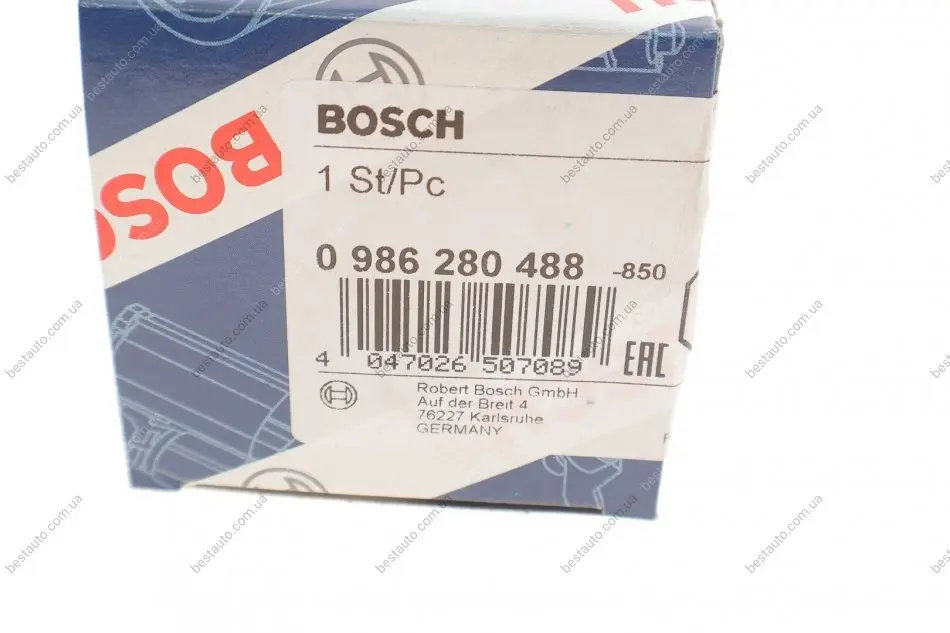 BOSCH
BOSCH
1 St/Pc
0 986 280 488 -850
4 047026 507089
EAC
Robert Bosch GmbH
Auf der Breit 4
76227 Karlsruhe
GERMANY
bestauto.com.ua